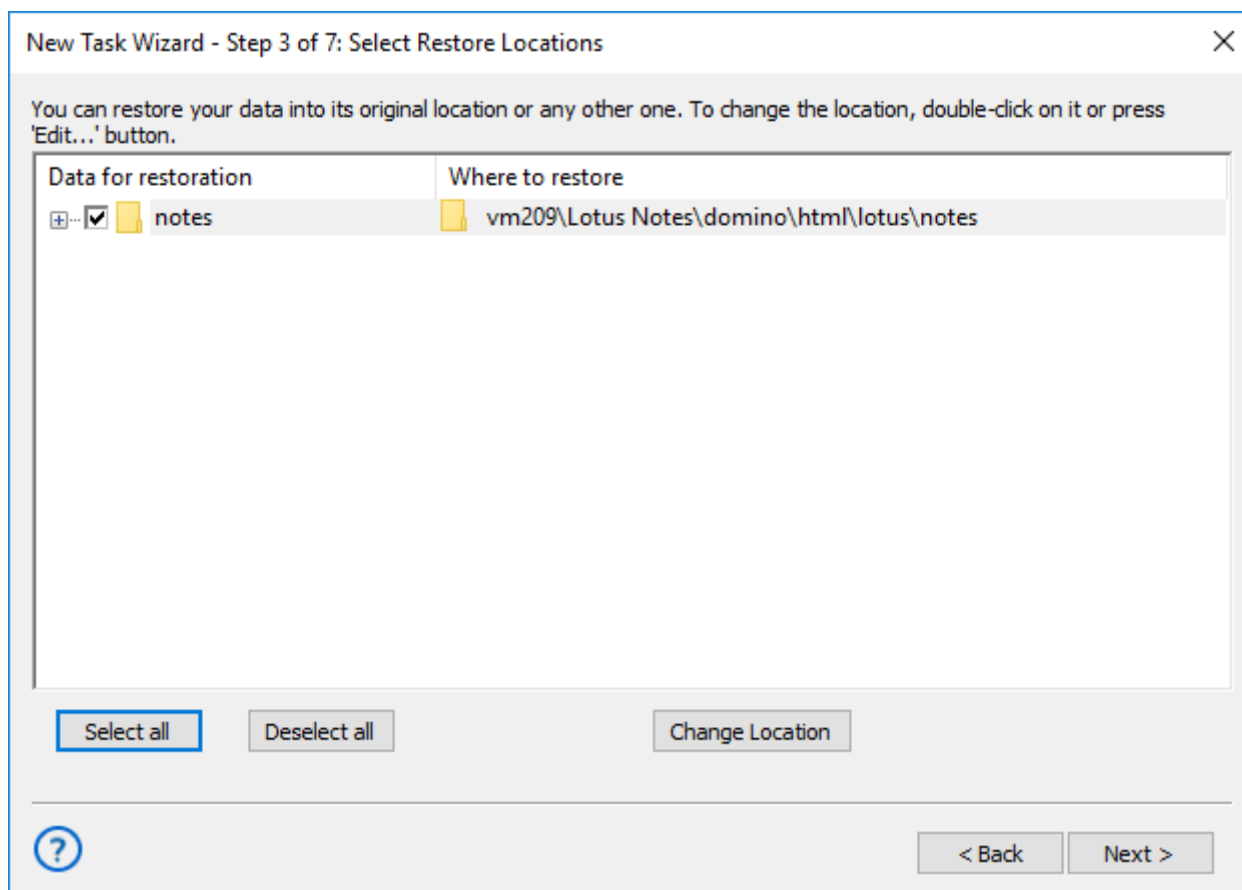 New Task Wizard - Step 3 of 7: Select Restore Locations
You can restore your data into its original location or any other one. To change the location, double-click on it or press
'Edit...' button.
Data for restoration Where to restore
notes vm209\Lotus Notes\domino\html\lotus\notes
Select all Deselect all Change Location
? < Back Next >